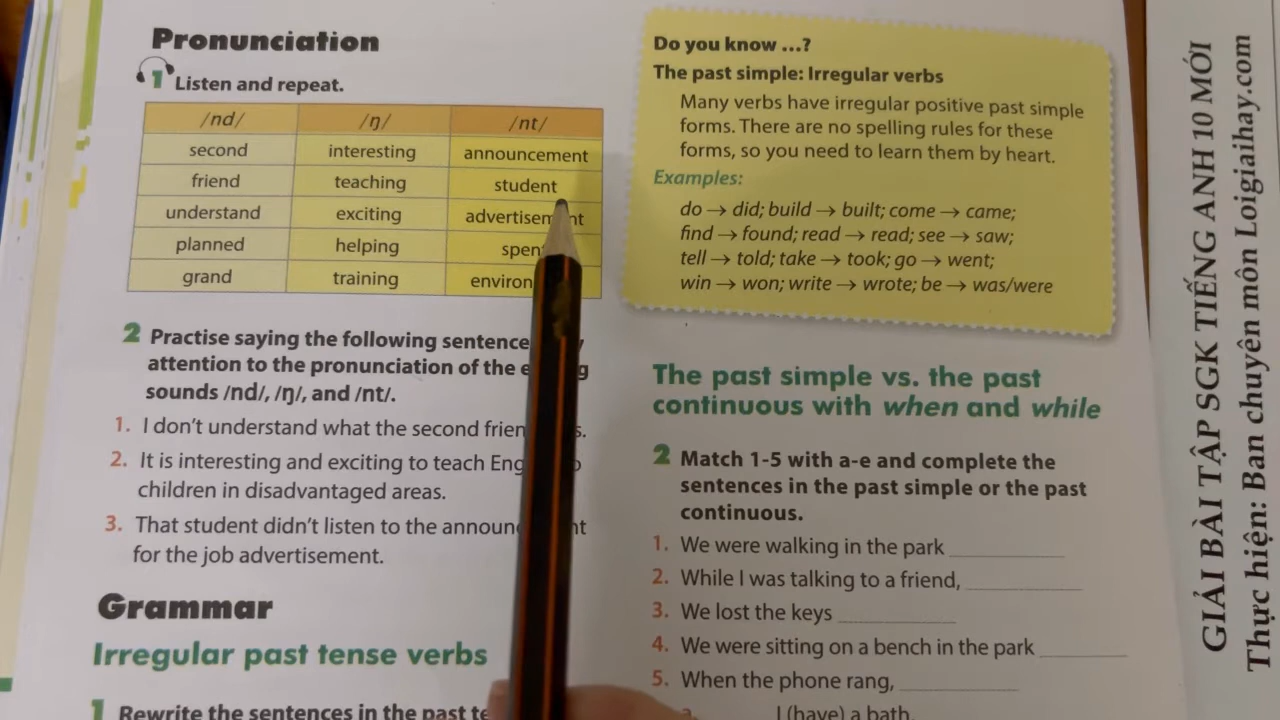 Pronunciation
1 Listen and repeat.
/nd/ /ŋ/ /nt/
second interesting announcement
friend teaching student
understand exciting
planned helping
grand training
2 Practise saying the following
attention to the pronunciation of the
sounds /nd/, /ŋ/, and /nt/.
1. I don't understand what the second
2. It is interesting and exciting to teach
children in disadvantaged areas.
3. That student didn't listen to the
for the job advertisement.
Grammar
Irregular past tense verbs
1 Rewrite the sentences in the past
Do you know ...?
The past simple: Irregular verbs
Many verbs have irregular positive past simple
forms. There are no spelling rules for these
forms, so you need to learn them by heart.
Examples:
do → did; build → built; come → came;
find → found; read → read; see → saw;
tell → told; take → took; go → went;
win → won; write → wrote; be → was/were
The past simple vs. the past
continuous with when and while
2 Match 1-5 with a-e and complete the
sentences in the past simple or the past
continuous.
1. We were walking in the park
2. While I was talking to a friend,
3. We lost the keys
4. We were sitting on a bench in the park
5. When the phone rang,
a. I (have) a bath.
GIẢI BÀI TẬP SGK TIẾNG ANH 10 MỚI
Thực hiện: Ban chuyên môn Loigiaihay.com